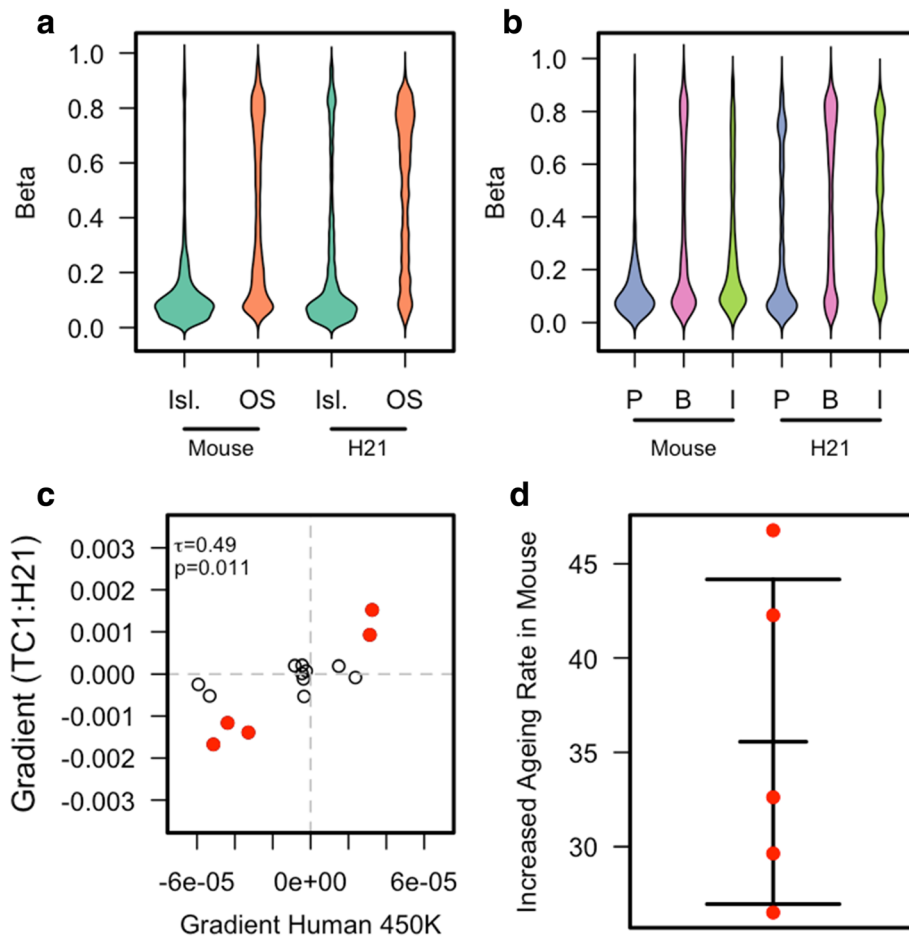 a
1.0
0.8
0.6
0.4
0.2
0.0
Beta
Isl. OS Isl. OS
Mouse H21
b
1.0
0.8
0.6
0.4
0.2
0.0
Beta
P B I P B I
Mouse H21
c
τ=0.49
p=0.011
0.003
0.002
0.001
0.000
-0.001
-0.002
-0.003
Gradient (TC1:H21)
-6e-05 0e+00 6e-05
Gradient Human 450K
d
45
40
35
30
Increased Ageing Rate in Mouse